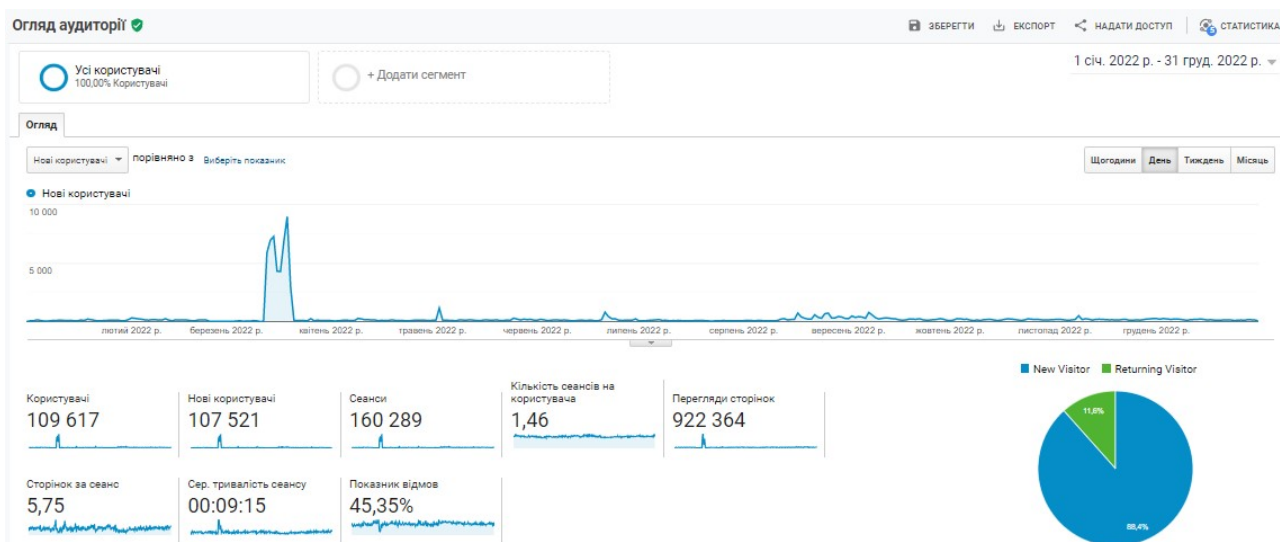 Огляд аудиторії
ЗБЕРЕГТИ ЕКСПОРТ НАДАТИ ДОСТУП 5 СТАТИСТИКА
Усі користувачі
100,00% Користувачі
+ Додати сегмент
1 січ. 2022 р. - 31 груд. 2022 р.
Огляд
Нові користувачі порівняно з Виберіть показник
Щогодини День Тиждень Місяць
Нові користувачі
10 000
5 000
лютий 2022 р. березень 2022 р. квітень 2022 р. травень 2022 р. червень 2022 р. липень 2022 р. серпень 2022 р. вересень 2022 р. жовтень 2022 р. листопад 2022 р. грудень 2022 р.
New Visitor Returning Visitor
Користувачі
109 617
Нові користувачі
107 521
Сеанси
160 289
Кількість сеансів на
користувача
1,46
Перегляди сторінок
922 364
Сторінок за сеанс
5,75
Сер. тривалість сеансу
00:09:15
Показник відмов
45,35%
11,6%
88,4%